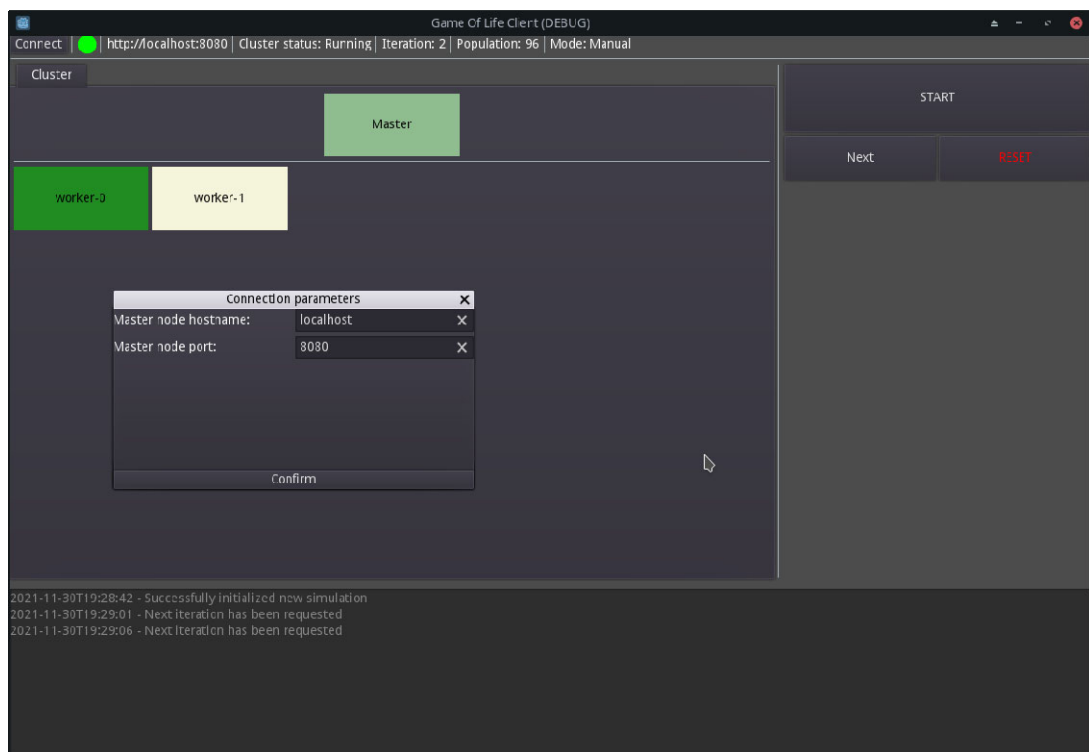 Game Of Life Client (DEBUG)
Connect http://localhost:8080 Cluster status: Running Iteration: 2 Population: 96 Mode: Manual
Cluster
START
Master
Next RESET
worker-0 worker-1
Connection parameters
Master node hostname: localhost
Master node port: 8080
Confirm
2021-11-30T19:28:42 - Successfully initialized new simulation
2021-11-30T19:29:01 - Next iteration has been requested
2021-11-30T19:29:06 - Next iteration has been requested